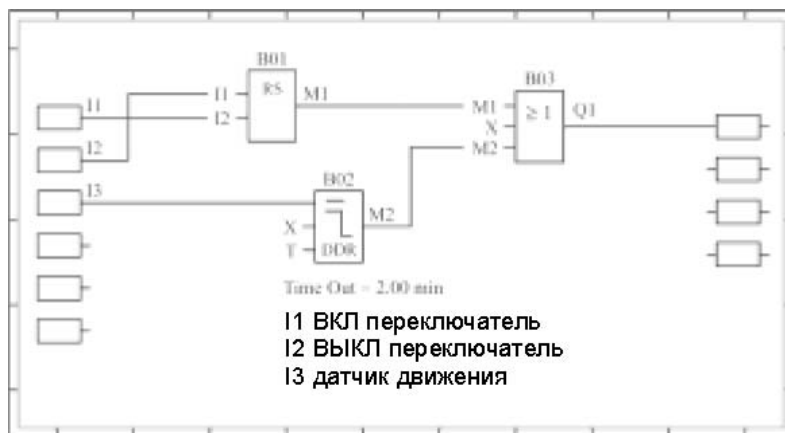 B01
RS
I1
I2
M1
I1
I2
I3
B02
X
T
DDR
M2
B03
M1
X
M2
≥ 1
Q1
Time Out - 2.00 min
I1 ВКЛ переключатель
I2 ВЫКЛ переключатель
I3 датчик движения